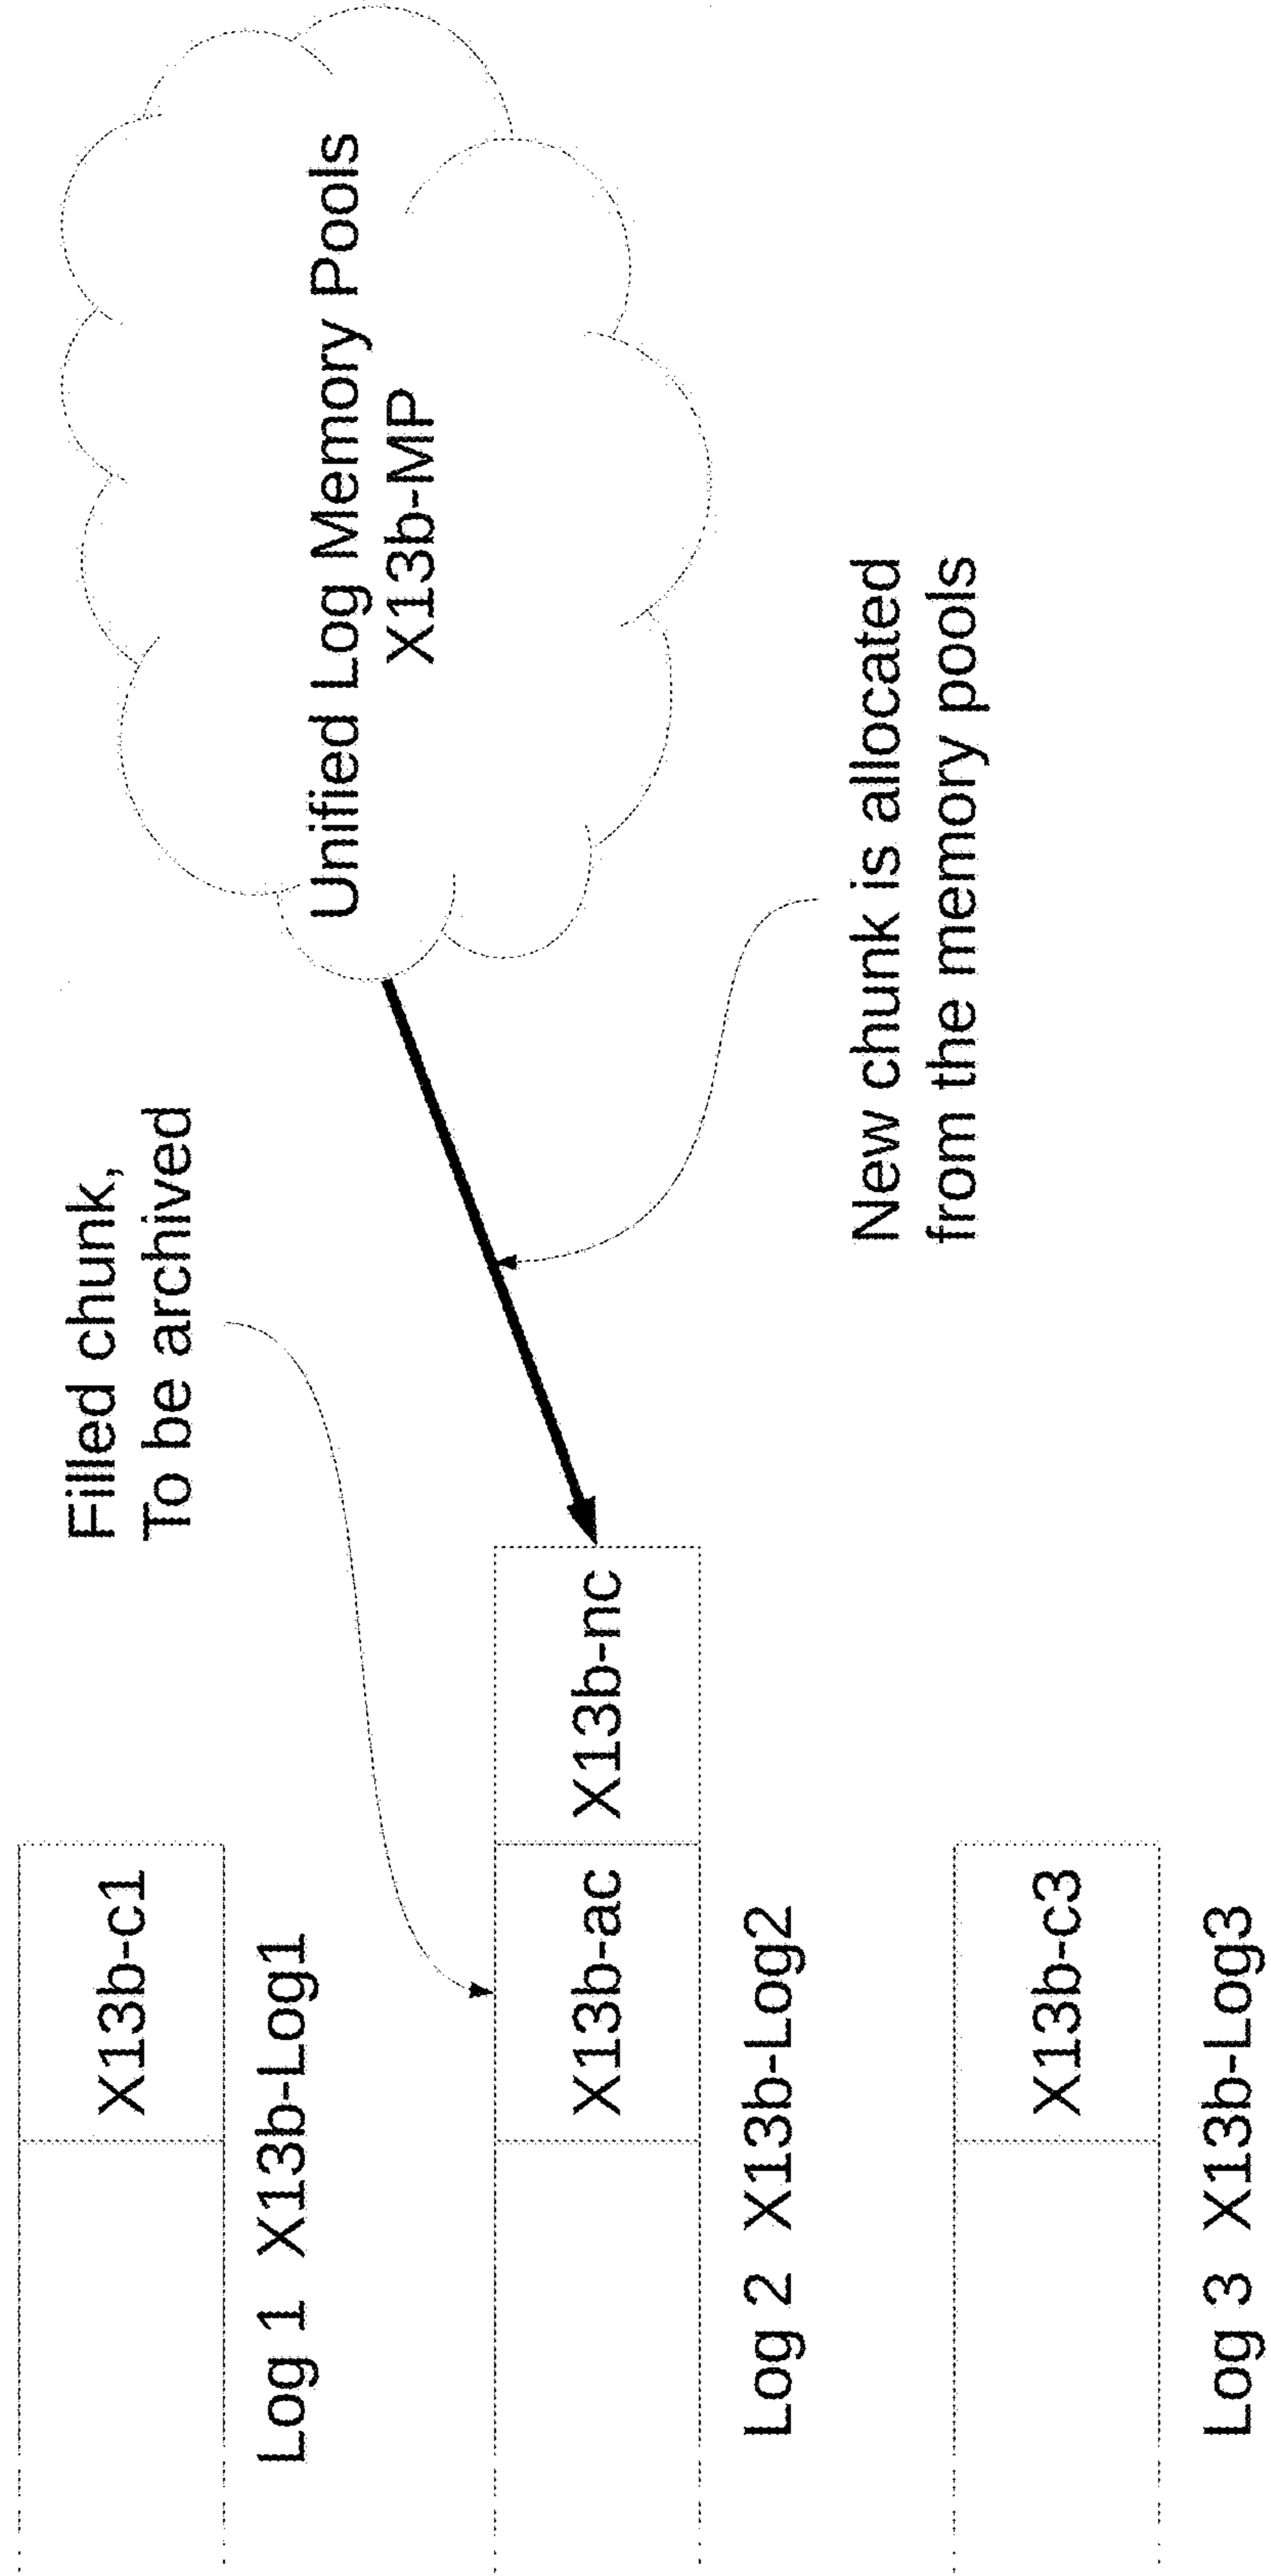 X13b-c1
Log 1 X13b-Log1
Filled chunk,
To be archived
Unified Log Memory Pools
X13b-MP
X13b-ac
X13b-nc
Log 2 X13b-Log2
New chunk is allocated
from the memory pools
X13b-c3
Log 3 X13b-Log3